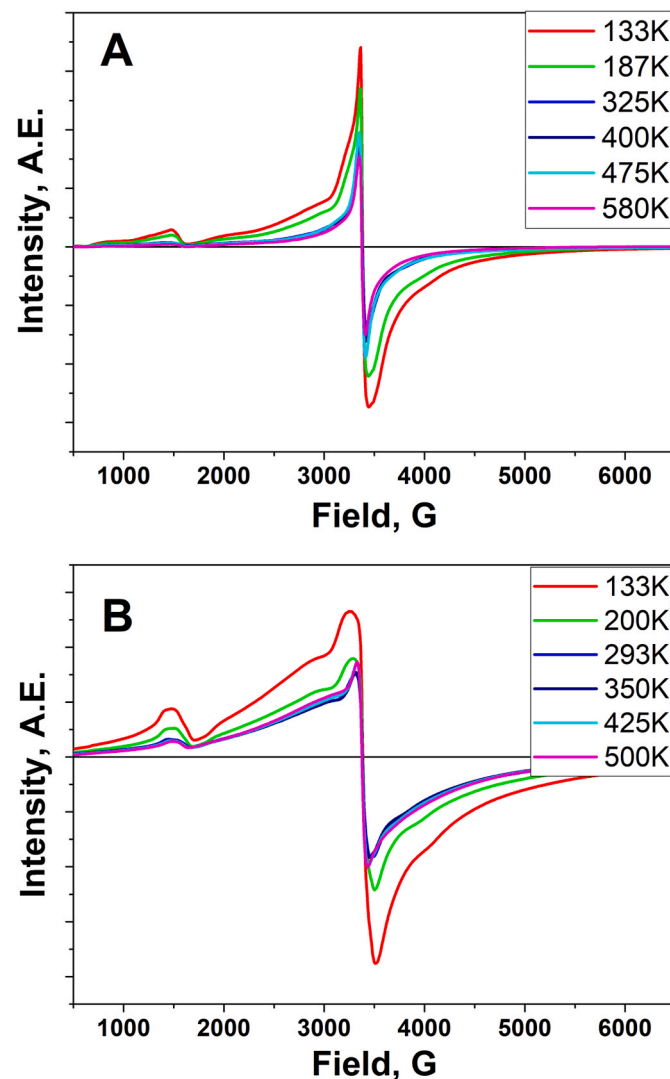 A
133K
187K
325K
400K
475K
580K
Intensity, A.E.
1000 2000 3000 4000 5000 6000
Field, G
B
133K
200K
293K
350K
425K
500K
Intensity, A.E.
1000 2000 3000 4000 5000 6000
Field, G